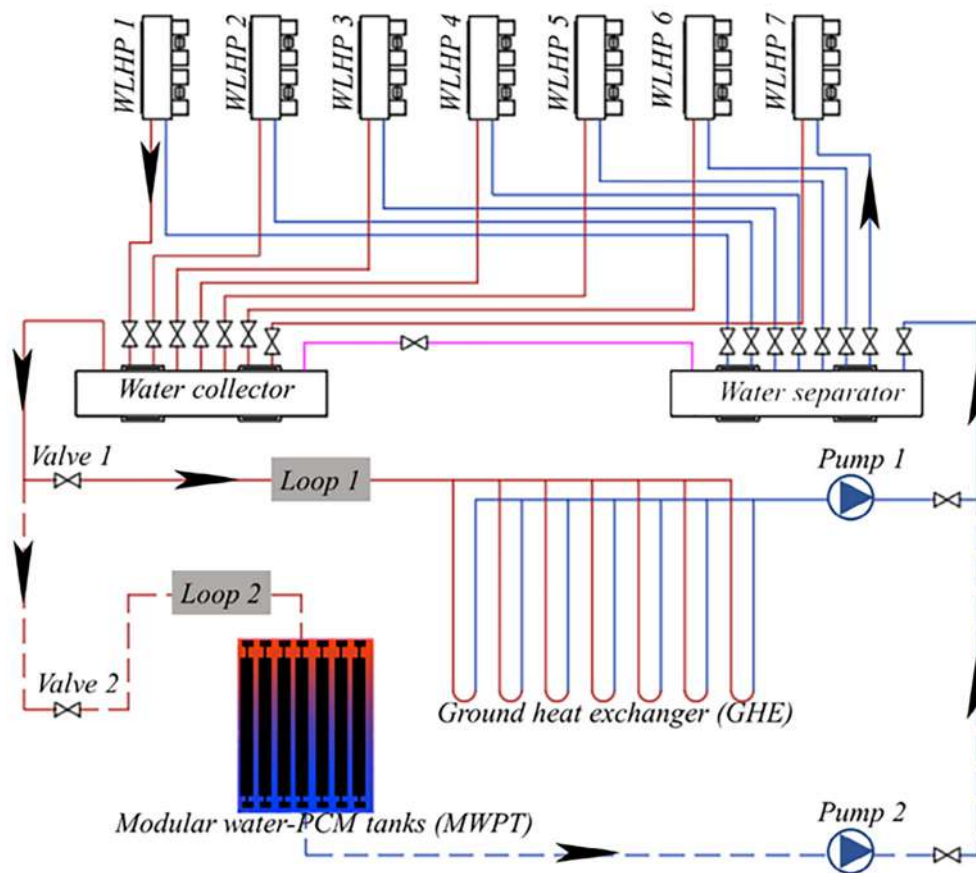 WLHP 1
WLHP 2
WLHP 3
WLHP 4
WLHP 5
WLHP 6
WLHP 7
Water collector
Water separator
Valve 1
Loop 1
Pump 1
Loop 2
Valve 2
Ground heat exchanger (GHE)
Modular water-PCM tanks (MWPT)
Pump 2